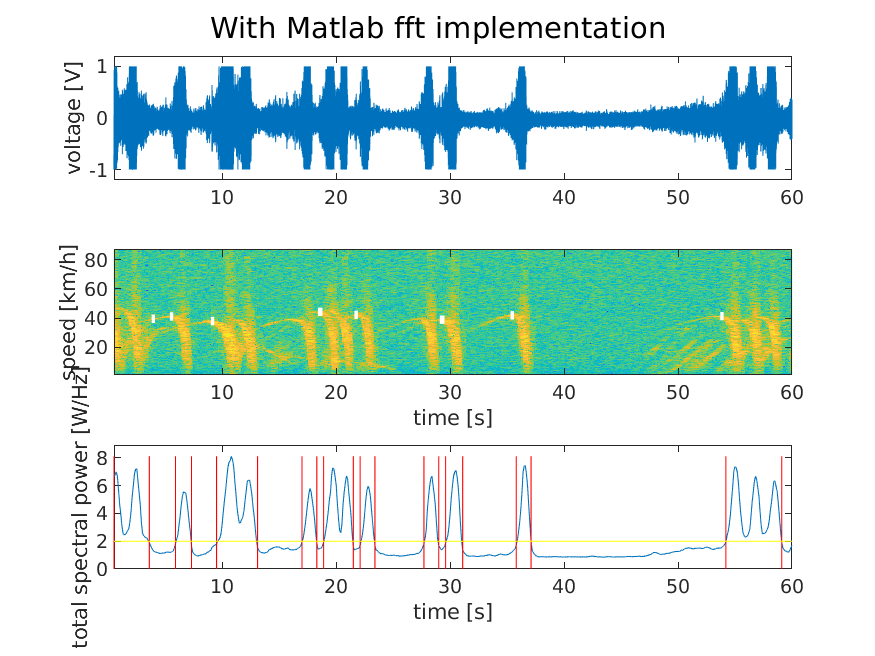 With Matlab fft implementation
voltage [V]
1
0
-1
10 20 30 40 50 60
speed [km/h]
80
60
40
20
10 20 30 40 50 60
time [s]
total spectral power [W/Hz]
8
6
4
2
0
10 20 30 40 50 60
time [s]